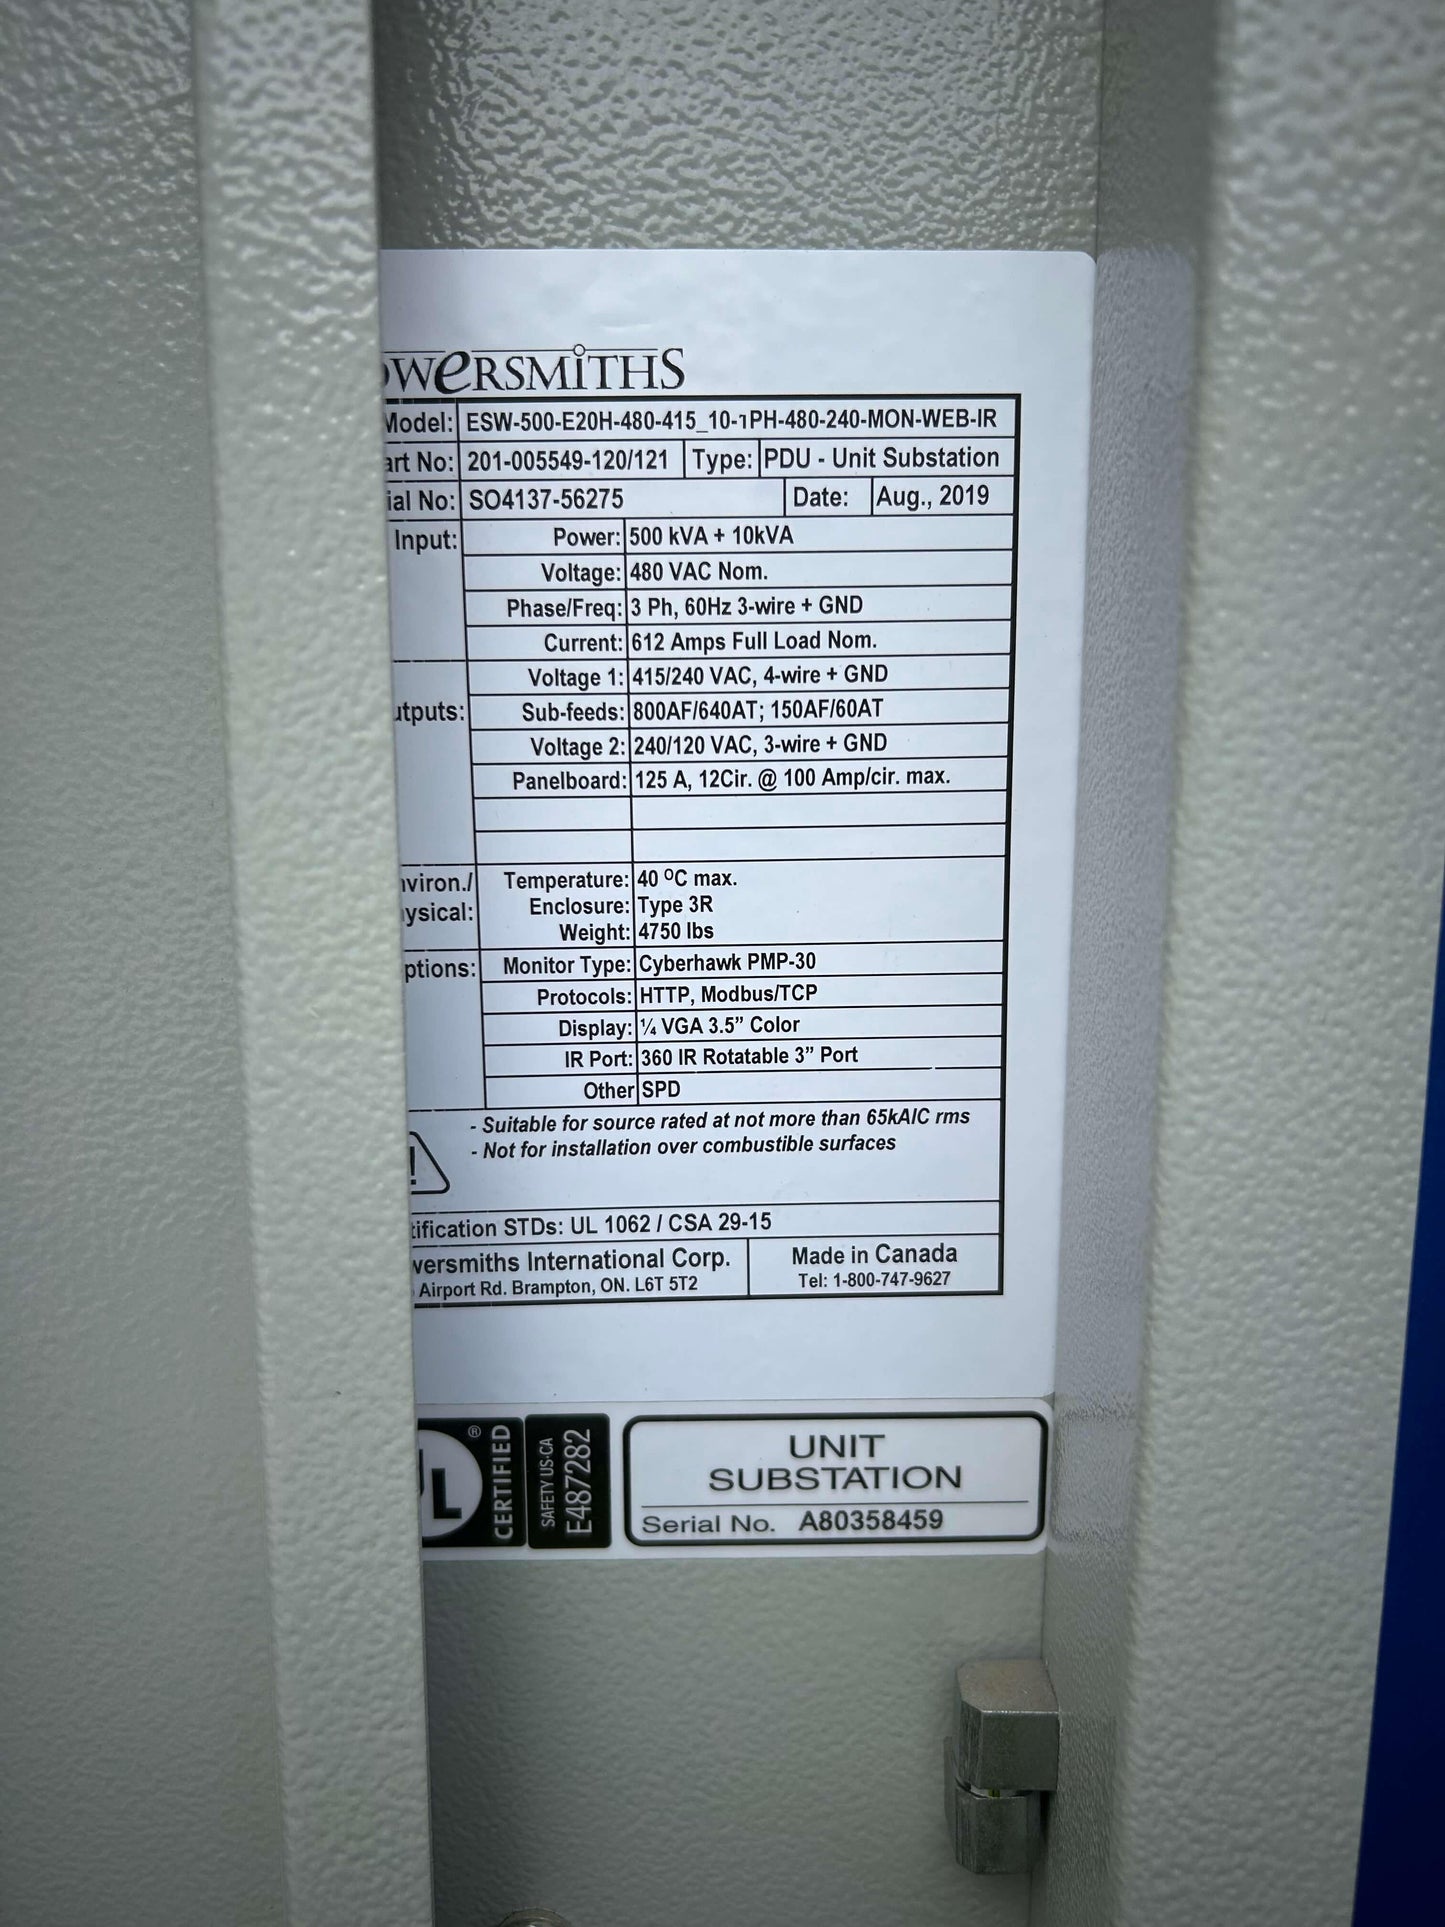 owersmiths
Model: ESW-500-E20H-480-415_10-1PH-480-240-MON-WEB-IR
art No: 201-005549-120/121 Type: PDU - Unit Substation
ial No: SO4137-56275 Date: Aug., 2019
Input: Power: 500 kVA + 10kVA
Voltage: 480 VAC Nom.
Phase/Freq: 3 Ph, 60Hz 3-wire + GND
Current: 612 Amps Full Load Nom.
Voltage 1: 415/240 VAC, 4-wire + GND
utputs: Sub-feeds: 800AF/640AT; 150AF/60AT
Voltage 2: 240/120 VAC, 3-wire + GND
Panelboard: 125 A, 12Cir. @ 100 Amp/cir. max.
nviron./ Temperature: 40 ºC max.
ysical: Enclosure: Type 3R
Weight: 4750 lbs
ptions: Monitor Type: Cyberhawk PMP-30
Protocols: HTTP, Modbus/TCP
Display: ¼ VGA 3.5” Color
IR Port: 360 IR Rotatable 3” Port
Other SPD
- Suitable for source rated at not more than 65kAIC rms
- Not for installation over combustible surfaces
!
tification STDs: UL 1062 / CSA 29-15
wersmiths International Corp. Made in Canada
Airport Rd. Brampton, ON. L6T 5T2 Tel: 1-800-747-9627
UL ®
CERTIFIED
SAFETY US-CA
E487282
UNIT
SUBSTATION
Serial No. A80358459